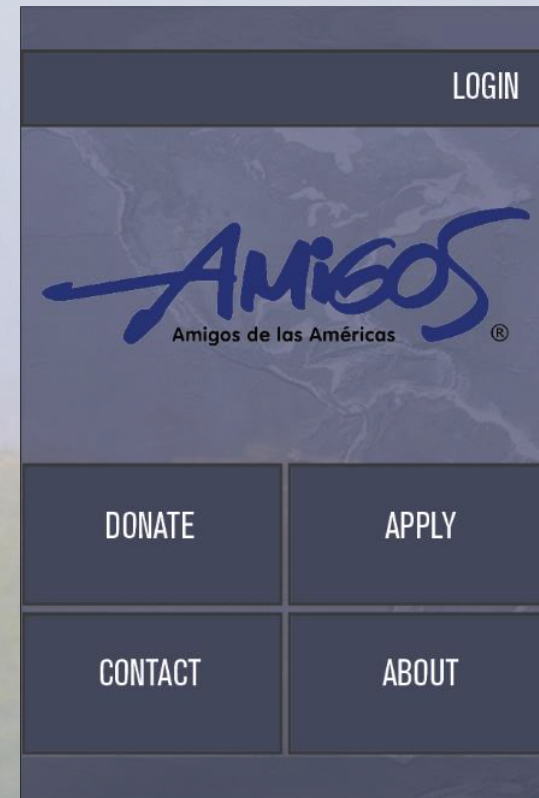 LOGIN
AMiGOS
Amigos de las Américas ®
DONATE
APPLY
CONTACT
ABOUT